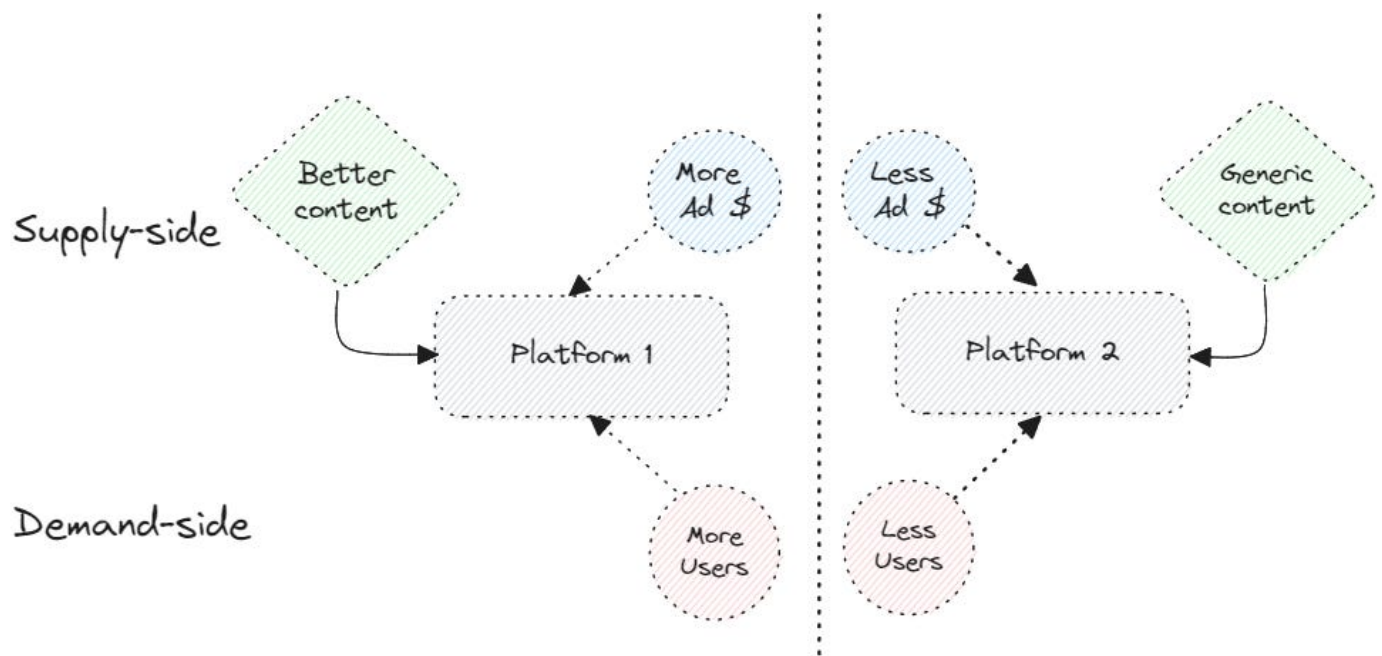 Better
content
More
Ad $
Less
Ad $
Generic
content
Supply-side
Platform 1
Platform 2
Demand-side
More
Users
Less
Users